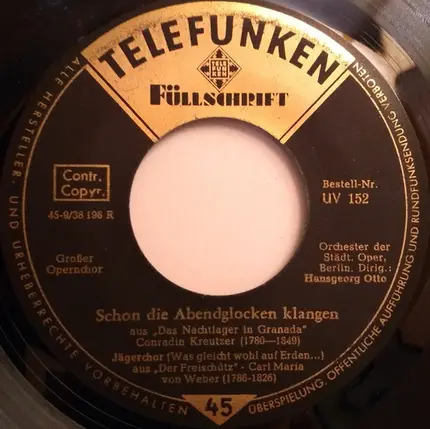 TELEFUNKEN
TELE
FUN
KEN
FÜLLSCHRIFT
ALLE HERSTELLER- UND URHEBERRECHTE VORBEHALTEN
ÜBERSPIELUNG, ÖFFENTLICHE AUFFÜHRUNG UND RUNDFUNKSENDUNG VERBOTEN
Contr.
Copyr.
45-9/38 196 R
Bestell-Nr.
UV 152
Großer
Opernchor
Orchester der
Städt. Oper,
Berlin. Dirig.:
Hansgeorg Otto
Schon die Abendglocken klangen
aus „Das Nachtlager in Granada"
Conradin Kreutzer (1780—1849)
Jägerchor (Was gleicht wohl auf Erden...)
aus „Der Freischütz" - Carl Maria
von Weber (1786-1826)
45